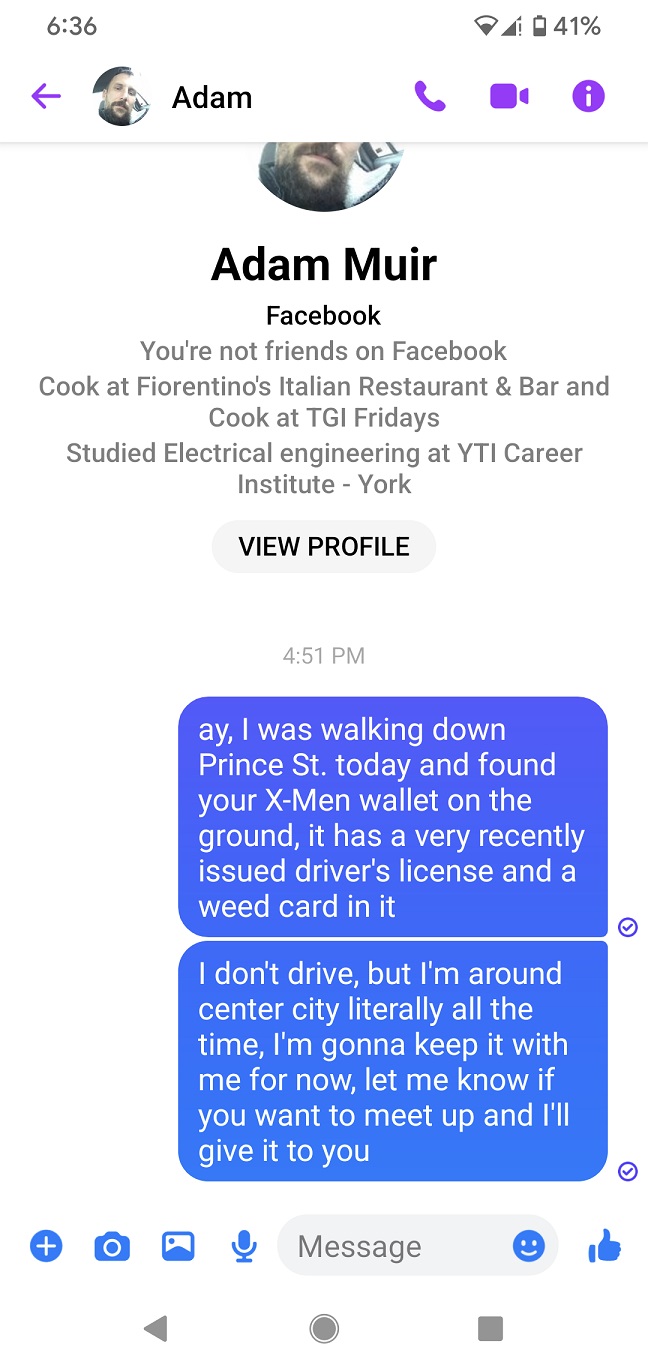 6:36
41%
Adam
Adam Muir
Facebook
You're not friends on Facebook
Cook at Fiorentino's Italian Restaurant & Bar and
Cook at TGI Fridays
Studied Electrical engineering at YTI Career
Institute - York
VIEW PROFILE
4:51 PM
ay, I was walking down
Prince St. today and found
your X-Men wallet on the
ground, it has a very recently
issued driver's license and a
weed card in it
I don't drive, but I'm around
center city literally all the
time, I'm gonna keep it with
me for now, let me know if
you want to meet up and I'll
give it to you
Message